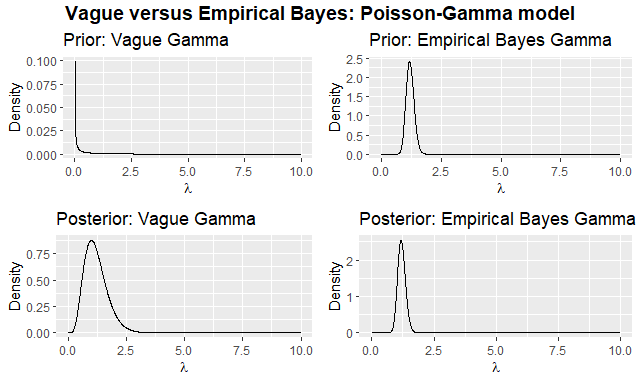 Vague versus Empirical Bayes: Poisson-Gamma model
Prior: Vague Gamma
Density
0.100
0.075
0.050
0.025
0.000
0.0 2.5 5.0 7.5 10.0
λ
Prior: Empirical Bayes Gamma
Density
2.5
2.0
1.5
1.0
0.5
0.0
0.0 2.5 5.0 7.5 10.0
λ
Posterior: Vague Gamma
Density
0.75
0.50
0.25
0.00
0.0 2.5 5.0 7.5 10.0
λ
Posterior: Empirical Bayes Gamma
Density
2
1
0
0.0 2.5 5.0 7.5 10.0
λ